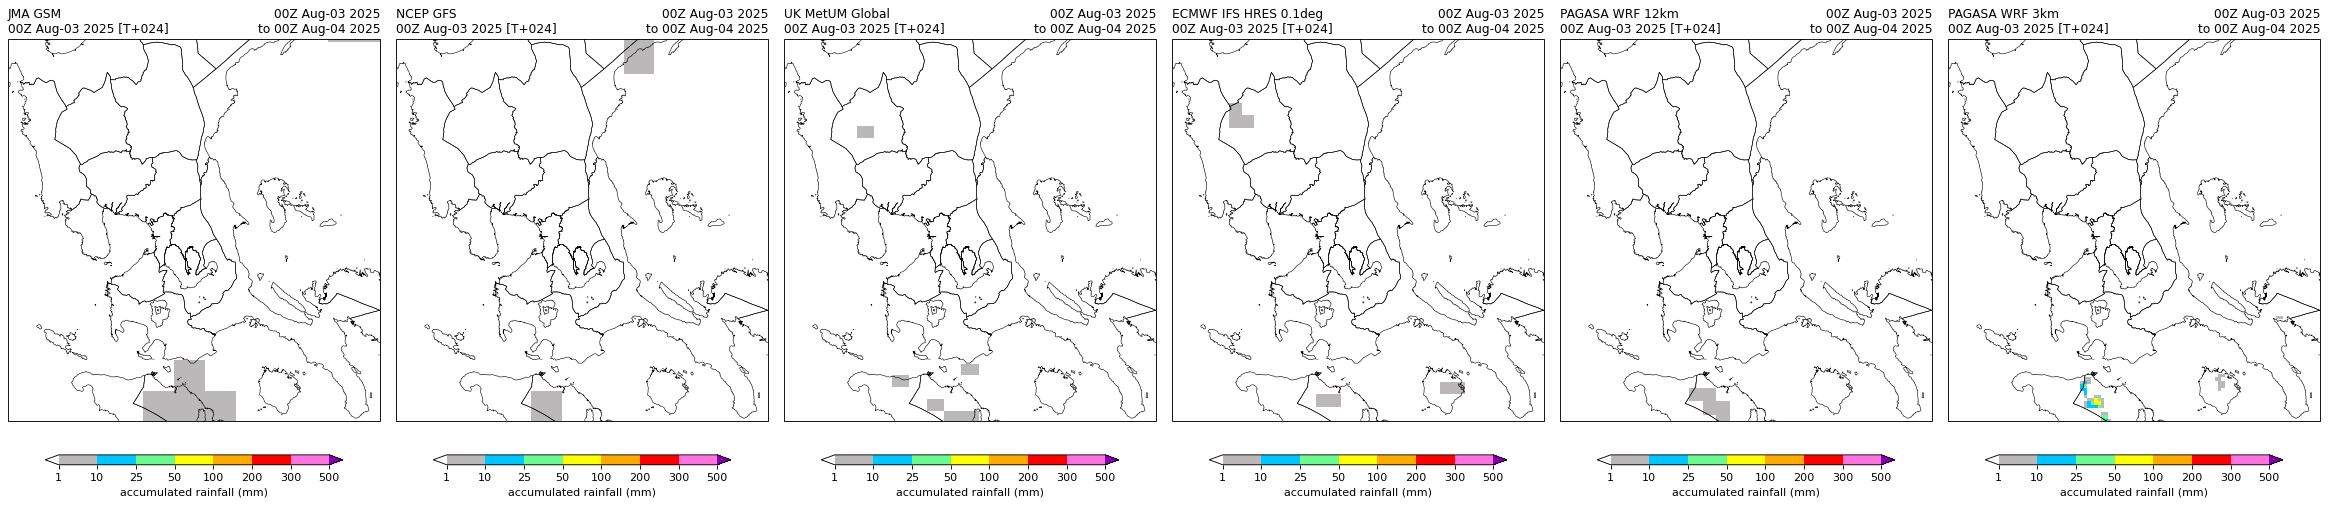 JMA GSM
00Z Aug-03 2025 [T+024]
00Z Aug-03 2025
to 00Z Aug-04 2025
1 10 25 50 100 200 300 500
accumulated rainfall (mm)
NCEP GFS
00Z Aug-03 2025 [T+024]
00Z Aug-03 2025
to 00Z Aug-04 2025
1 10 25 50 100 200 300 500
accumulated rainfall (mm)
UK MetUM Global
00Z Aug-03 2025 [T+024]
00Z Aug-03 2025
to 00Z Aug-04 2025
1 10 25 50 100 200 300 500
accumulated rainfall (mm)
ECMWF IFS HRES 0.1deg
00Z Aug-03 2025 [T+024]
00Z Aug-03 2025
to 00Z Aug-04 2025
1 10 25 50 100 200 300 500
accumulated rainfall (mm)
PAGASA WRF 12km
00Z Aug-03 2025 [T+024]
00Z Aug-03 2025
to 00Z Aug-04 2025
1 10 25 50 100 200 300 500
accumulated rainfall (mm)
PAGASA WRF 3km
00Z Aug-03 2025 [T+024]
00Z Aug-03 2025
to 00Z Aug-04 2025
1 10 25 50 100 200 300 500
accumulated rainfall (mm)